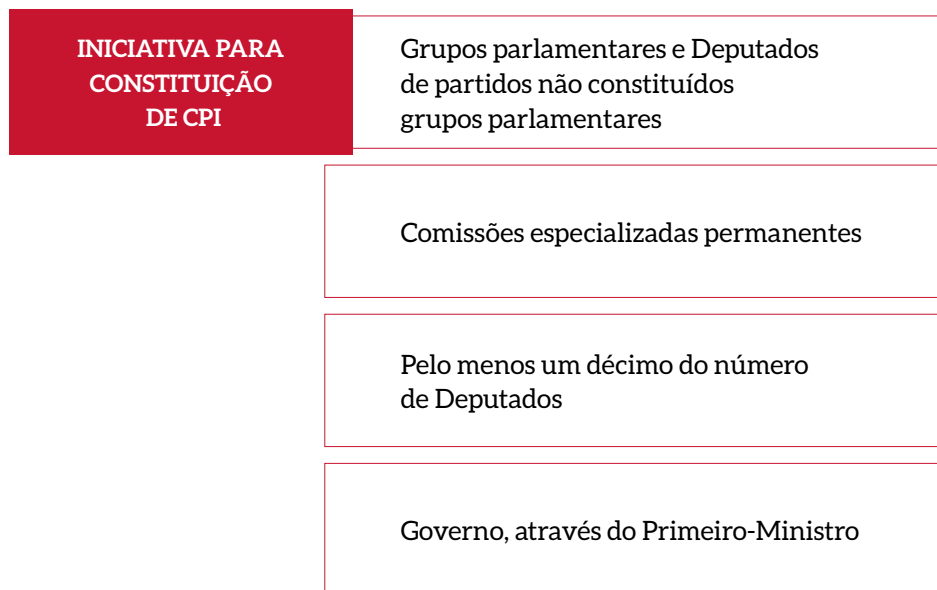 INICIATIVA PARA
CONSTITUIÇÃO
DE CPI
Grupos parlamentares e Deputados
de partidos não constituídos
grupos parlamentares
Comissões especializadas permanentes
Pelo menos um décimo do número
de Deputados
Governo, através do Primeiro-Ministro